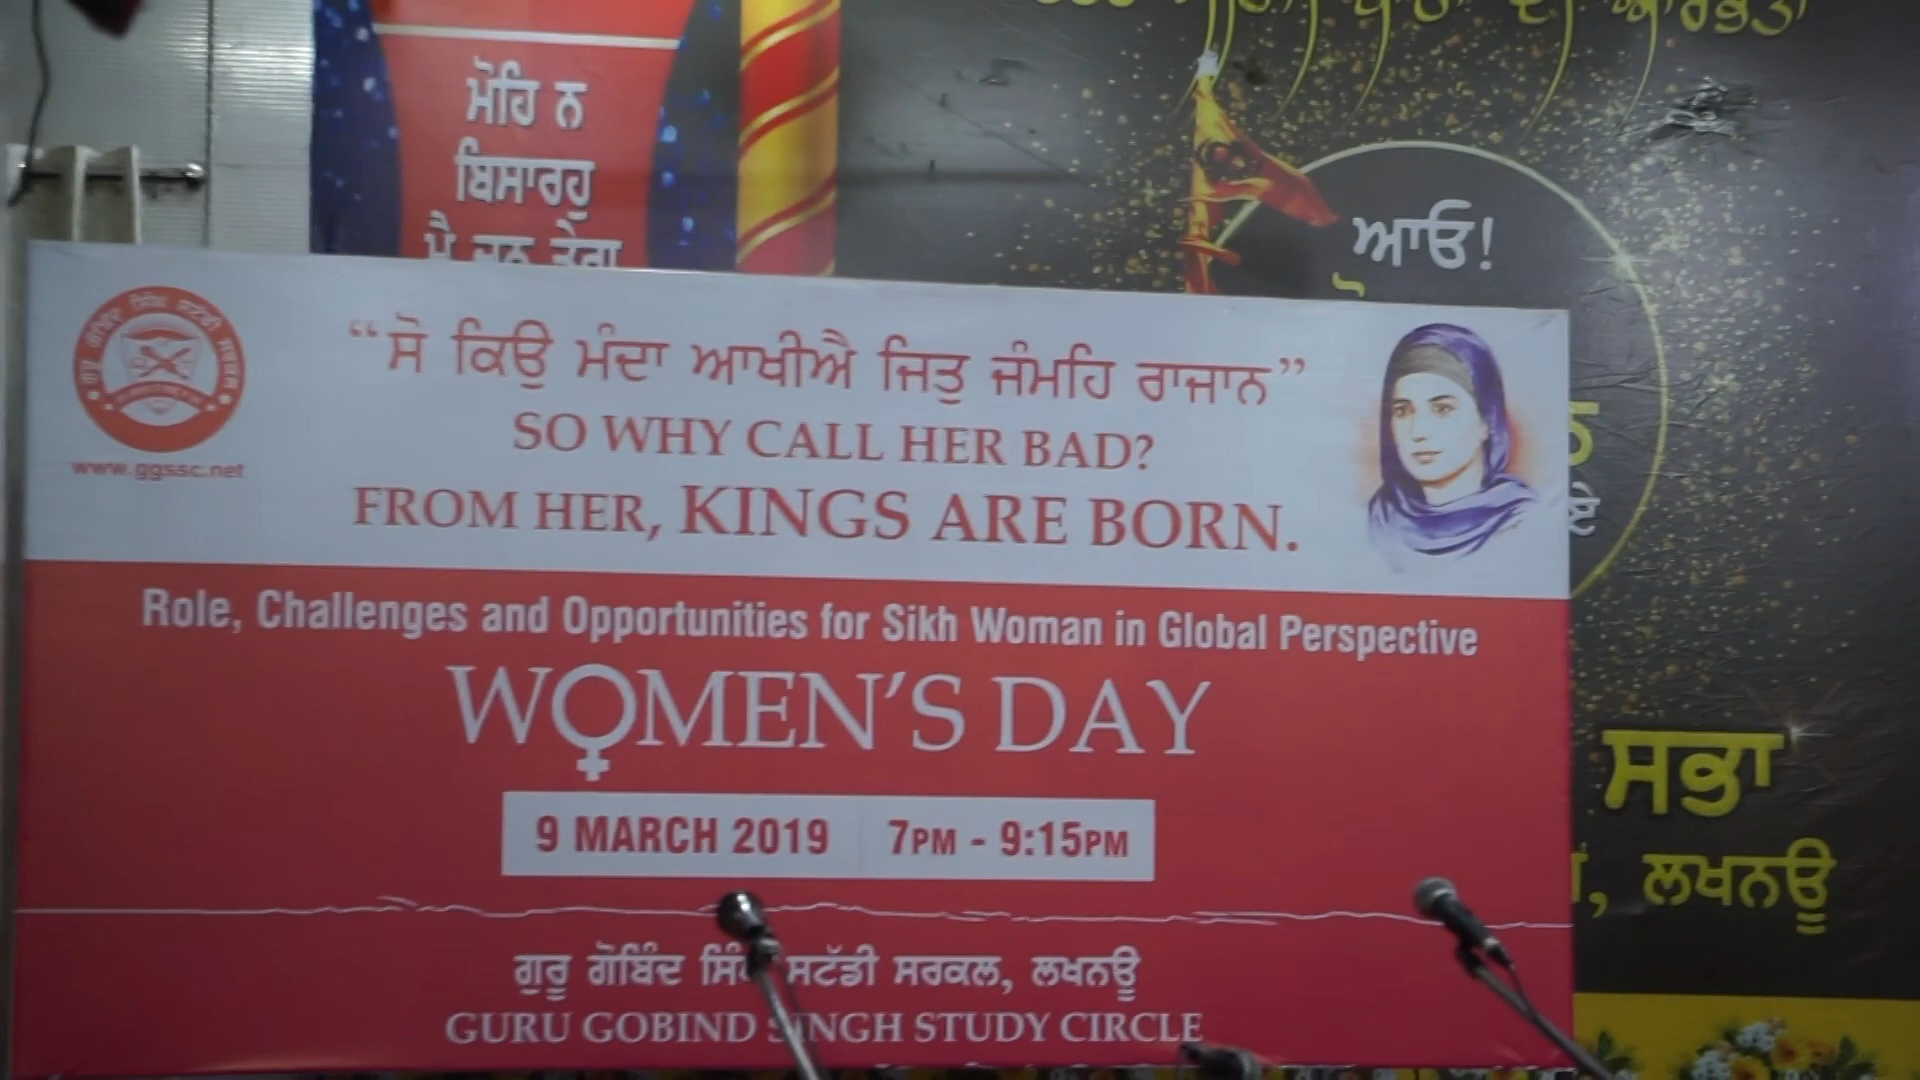 ਮੋਹਿ ਨ
ਬਿਸਾਰਹੁ
ਮੈ ਜਨ ਤੇਰਾ
ਆਓ!
www.ggssc.net
“ਸੋ ਕਿਉ ਮੰਦਾ ਆਖੀਐ ਜਿਤੁ ਜੰਮਹਿ ਰਾਜਾਨ”
SO WHY CALL HER BAD?
FROM HER, KINGS ARE BORN.
Role, Challenges and Opportunities for Sikh Woman in Global Perspective
WOMEN'S DAY
9 MARCH 2019 7PM - 9:15PM
ਗੁਰੂ ਗੋਬਿੰਦ ਸਿੰਘ ਸਟੱਡੀ ਸਰਕਲ, ਲਖਨਊ
GURU GOBIND SINGH STUDY CIRCLE
ਸਭਾ
ਲਖਨਊ